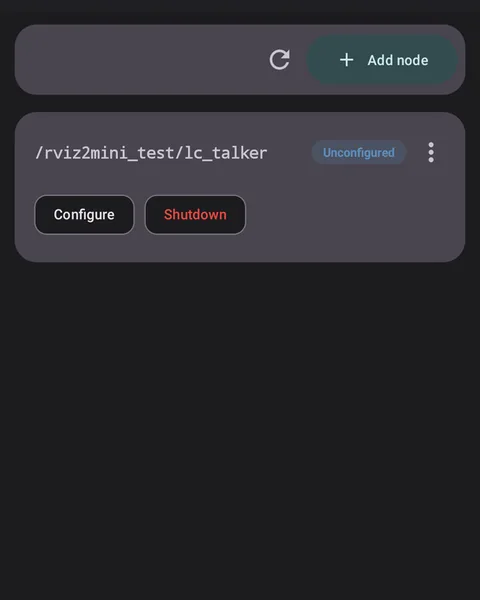 Add node
/rviz2mini_test/lc_talker
Unconfigured
Configure
Shutdown